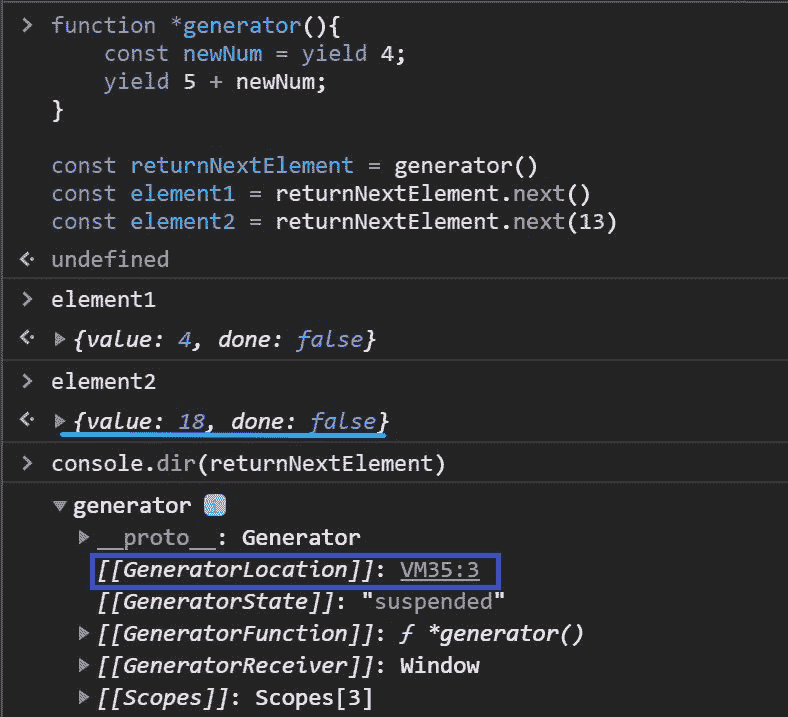 > function *generator(){
const newNum = yield 4;
yield 5 + newNum;
}
const returnNextElement = generator()
const element1 = returnNextElement.next()
const element2 = returnNextElement.next(13)
undefined
> element1
{value: 4, done: false}
> element2
{value: 18, done: false}
> console.dir(returnNextElement)
generator
__proto__: Generator
[[GeneratorLocation]]: VM35:3
[[GeneratorState]]: "suspended"
[[GeneratorFunction]]: ƒ *generator()
[[GeneratorReceiver]]: Window
[[Scopes]]: Scopes[3]